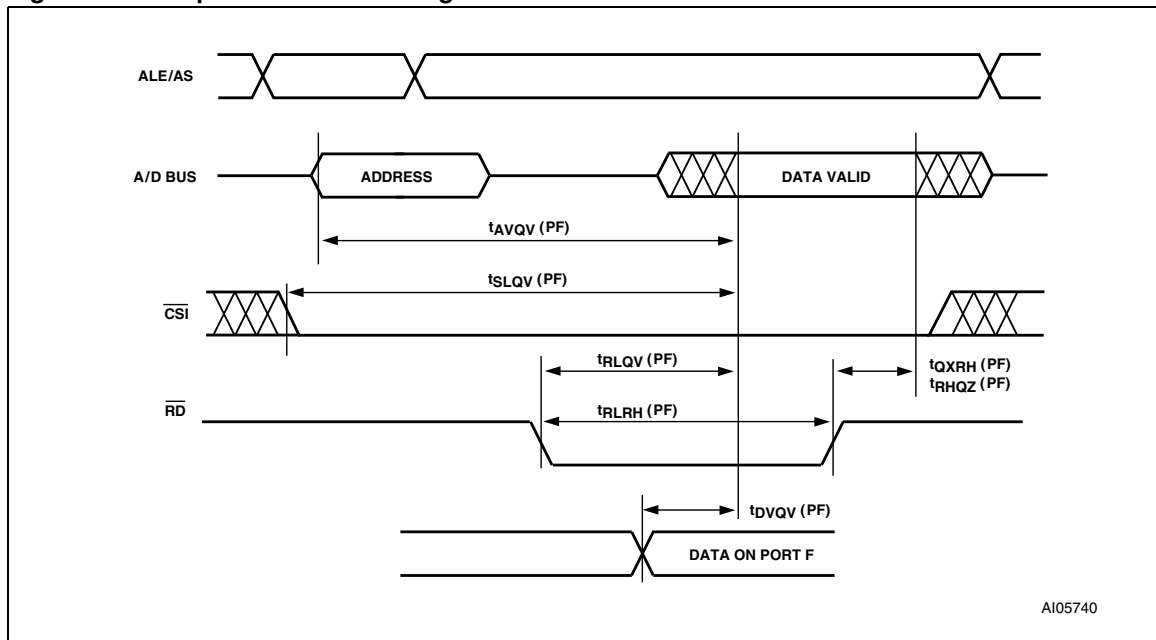 ALE/AS
A/D BUS
ADDRESS
DATA VALID
tAVQV (PF)
tSLQV (PF)
CSI
tRLQV (PF)
tQXRH (PF)
tRHQZ (PF)
RD
tRLRH (PF)
tDVQV (PF)
DATA ON PORT F
AI05740